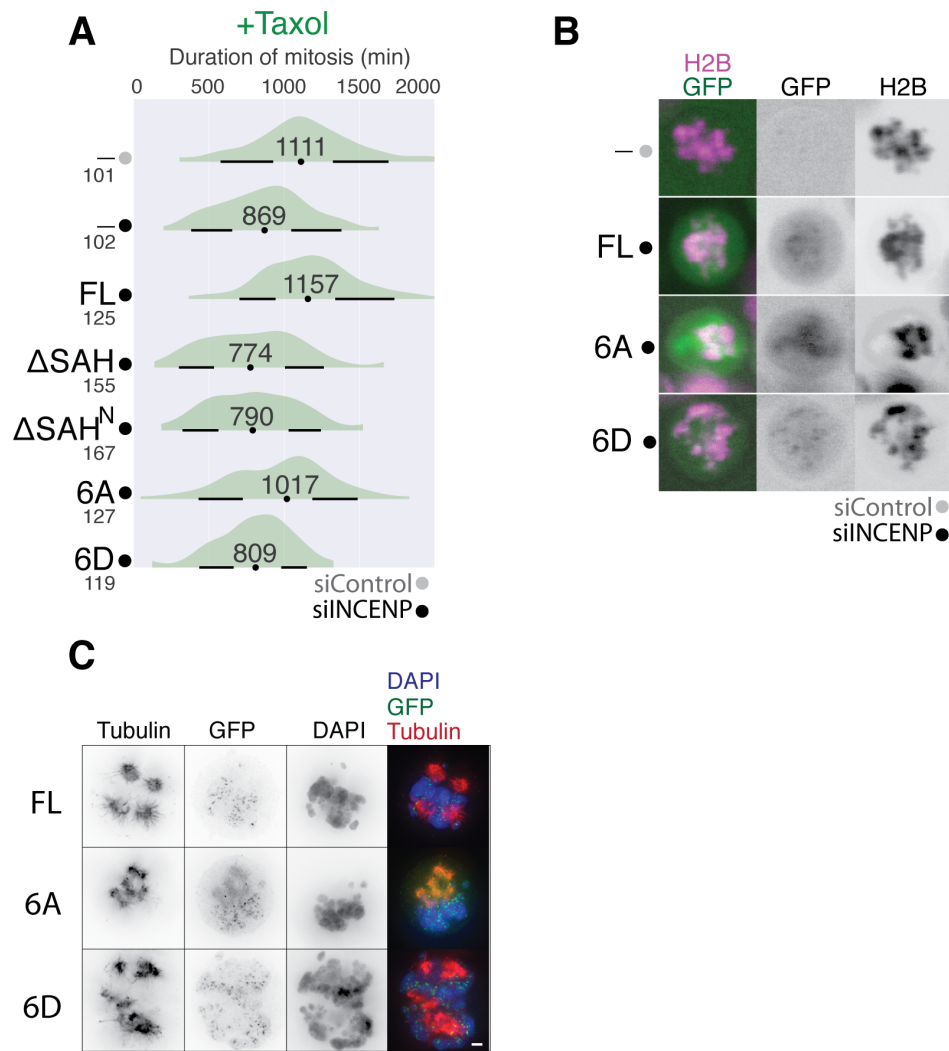 A
+Taxol
Duration of mitosis (min)
0 500 1000 1500 2000
1111
—
101
869
—
102
1157
FL
125
774
ΔSAH
155
790
ΔSAHᴺ
167
1017
6A
127
809
6D
119
siControl
siINCENP
B
H2B
GFP GFP H2B
—
FL
6A
6D
siControl
siINCENP
C
DAPI
GFP
Tubulin GFP DAPI Tubulin
FL
6A
6D